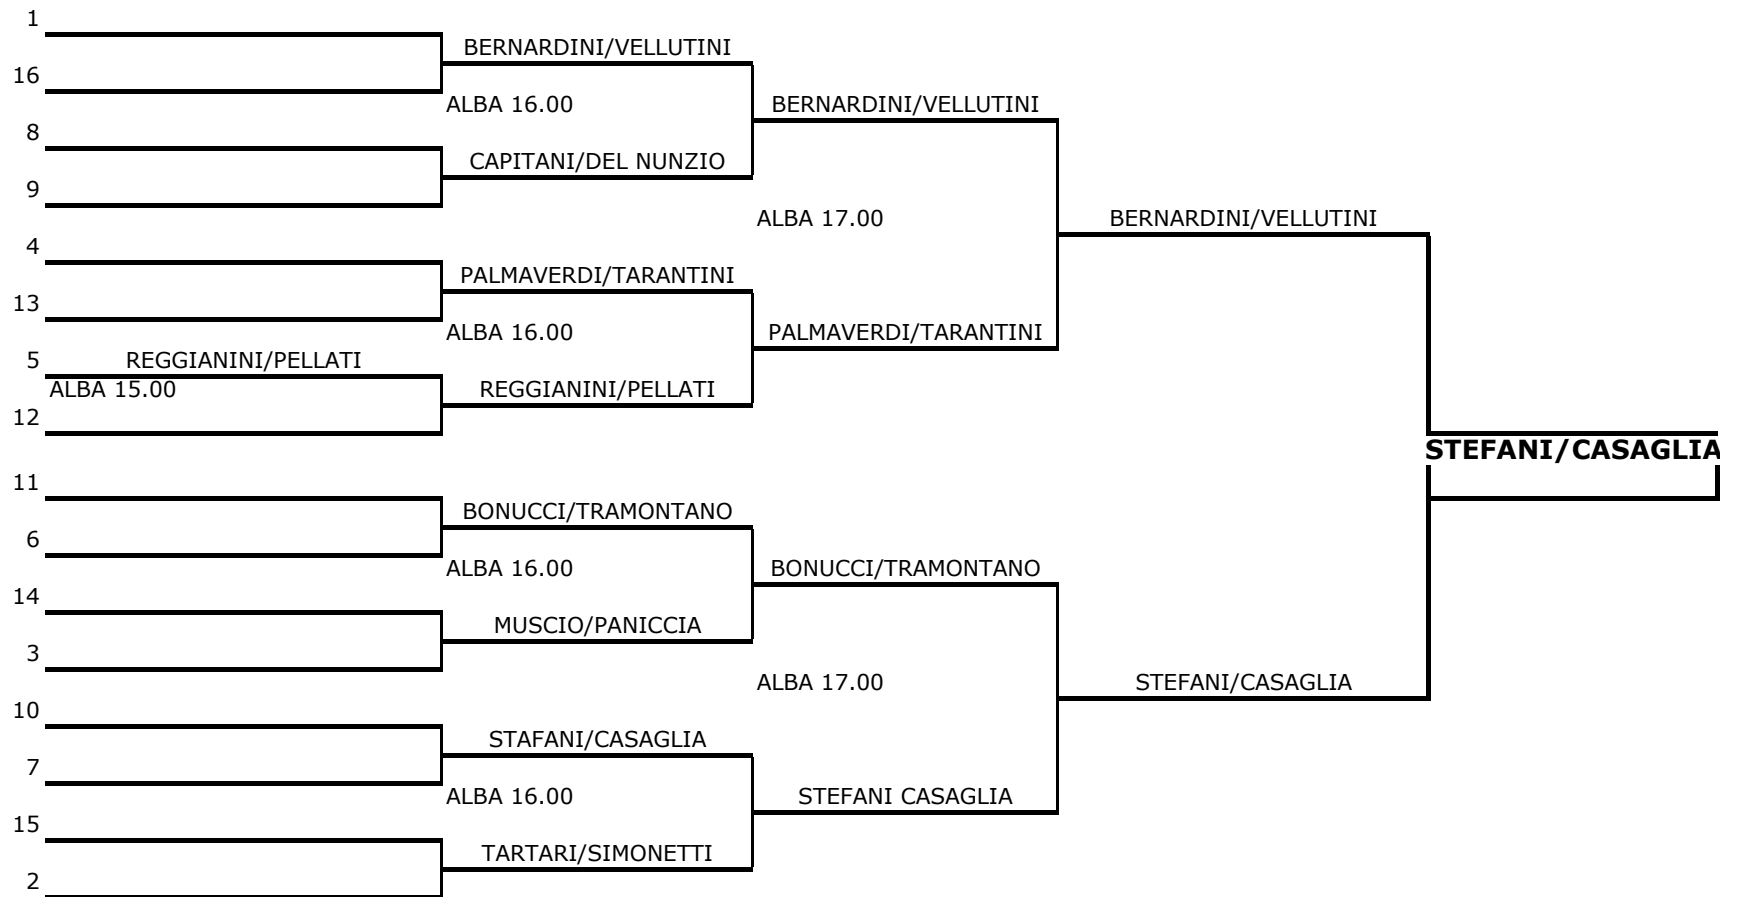 1
BERNARDINI/VELLUTINI
16
ALBA 16.00
BERNARDINI/VELLUTINI
8
CAPITANI/DEL NUNZIO
9
ALBA 17.00
BERNARDINI/VELLUTINI
4
PALMAVERDI/TARANTINI
13
ALBA 16.00
PALMAVERDI/TARANTINI
5
REGGIANINI/PELLATI
ALBA 15.00
REGGIANINI/PELLATI
12
STEFANI/CASAGLIA
11
BONUCCI/TRAMONTANO
6
ALBA 16.00
BONUCCI/TRAMONTANO
14
MUSCIO/PANICCIA
3
ALBA 17.00
STEFANI/CASAGLIA
10
STAFANI/CASAGLIA
7
ALBA 16.00
STEFANI CASAGLIA
15
TARTARI/SIMONETTI
2